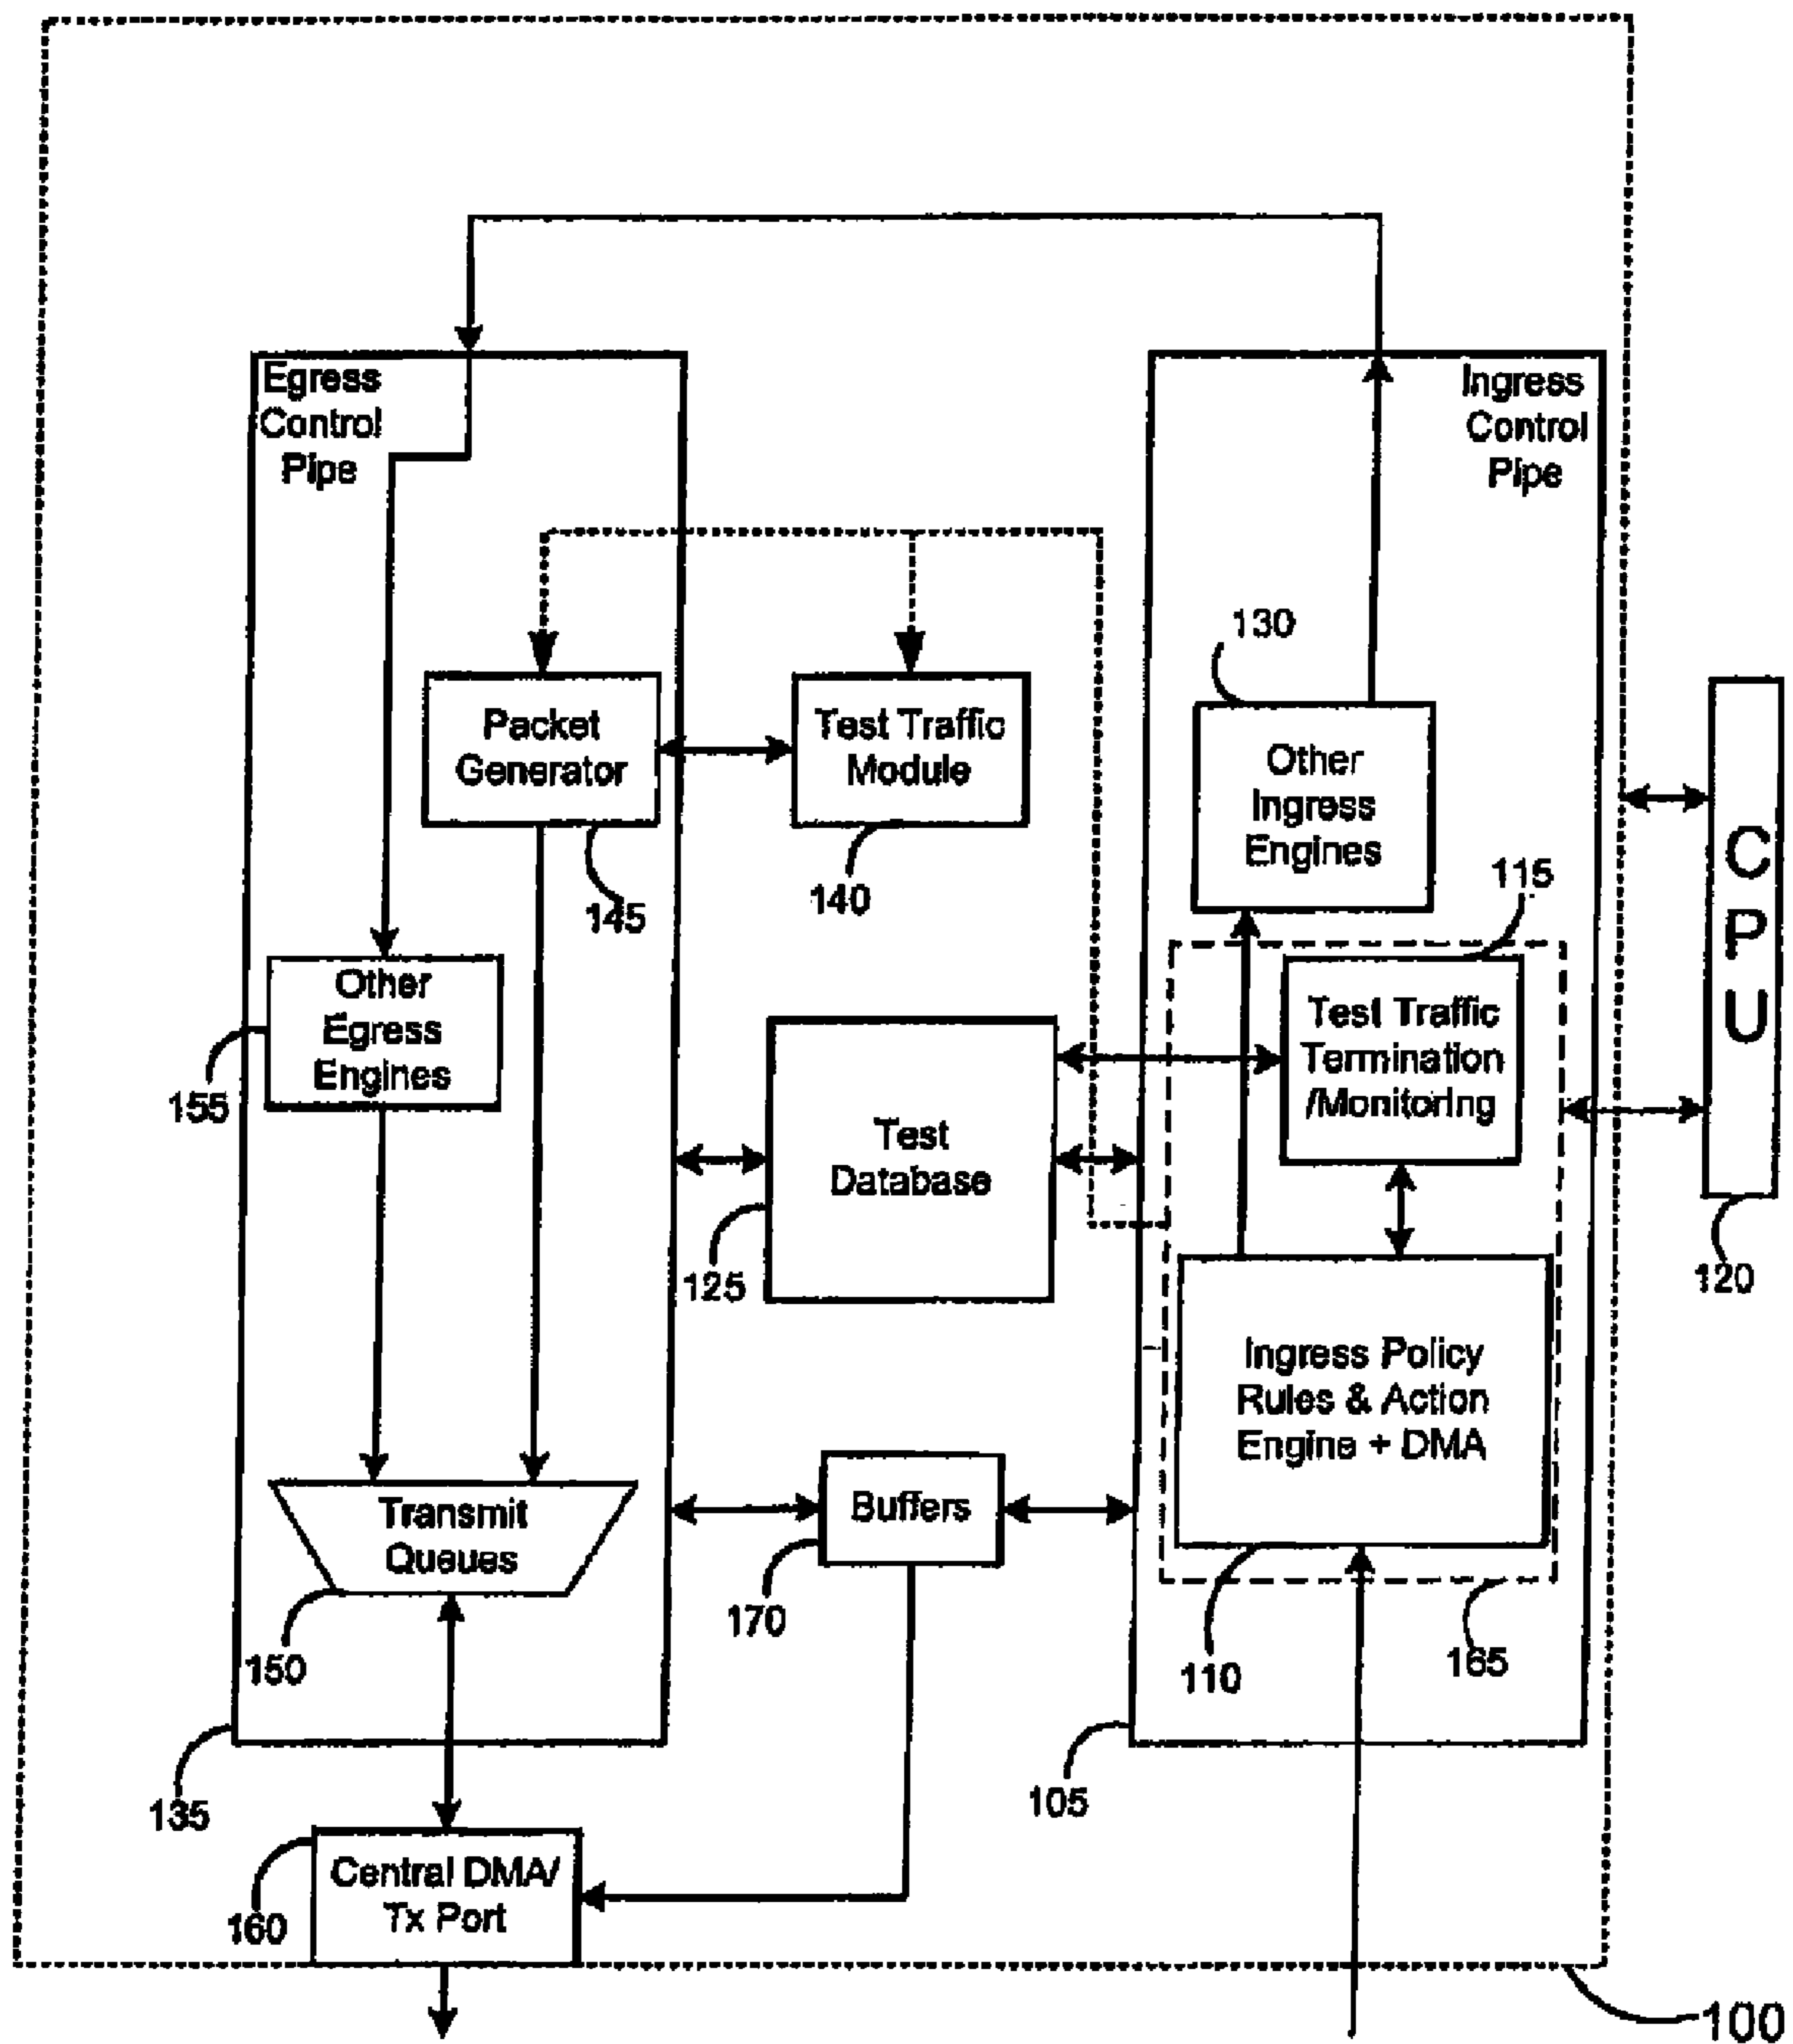 Egress
Control
Pipe
Ingress
Control
Pipe
130
Packet
Generator
Test Traffic
Module
Other
Ingress
Engines
145
140
115
CPU
Other
Egress
Engines
155
Test Traffic
Termination
/Monitoring
Test
Database
125
120
Ingress Policy
Rules & Action
Engine + DMA
Transmit
Queues
Buffers
170
150
110
165
135
105
Central DMA/
Tx Port
160
100